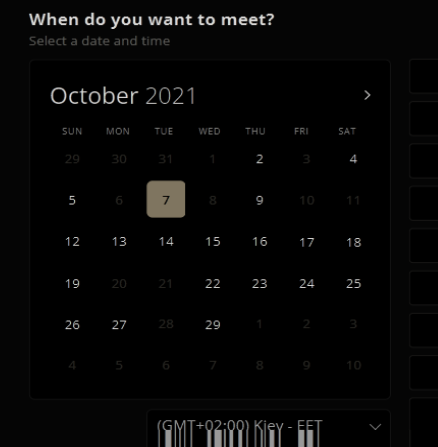 When do you want to meet?
Select a date and time
October 2021 >
SUN MON TUE WED THU FRI SAT
29 30 31 1 2 3 4
5 6 7 8 9 10 11
12 13 14 15 16 17 18
19 20 21 22 23 24 25
26 27 28 29 1 2 3
4 5 6 7 8 9 10
(GMT+02:00) Kiev - EET